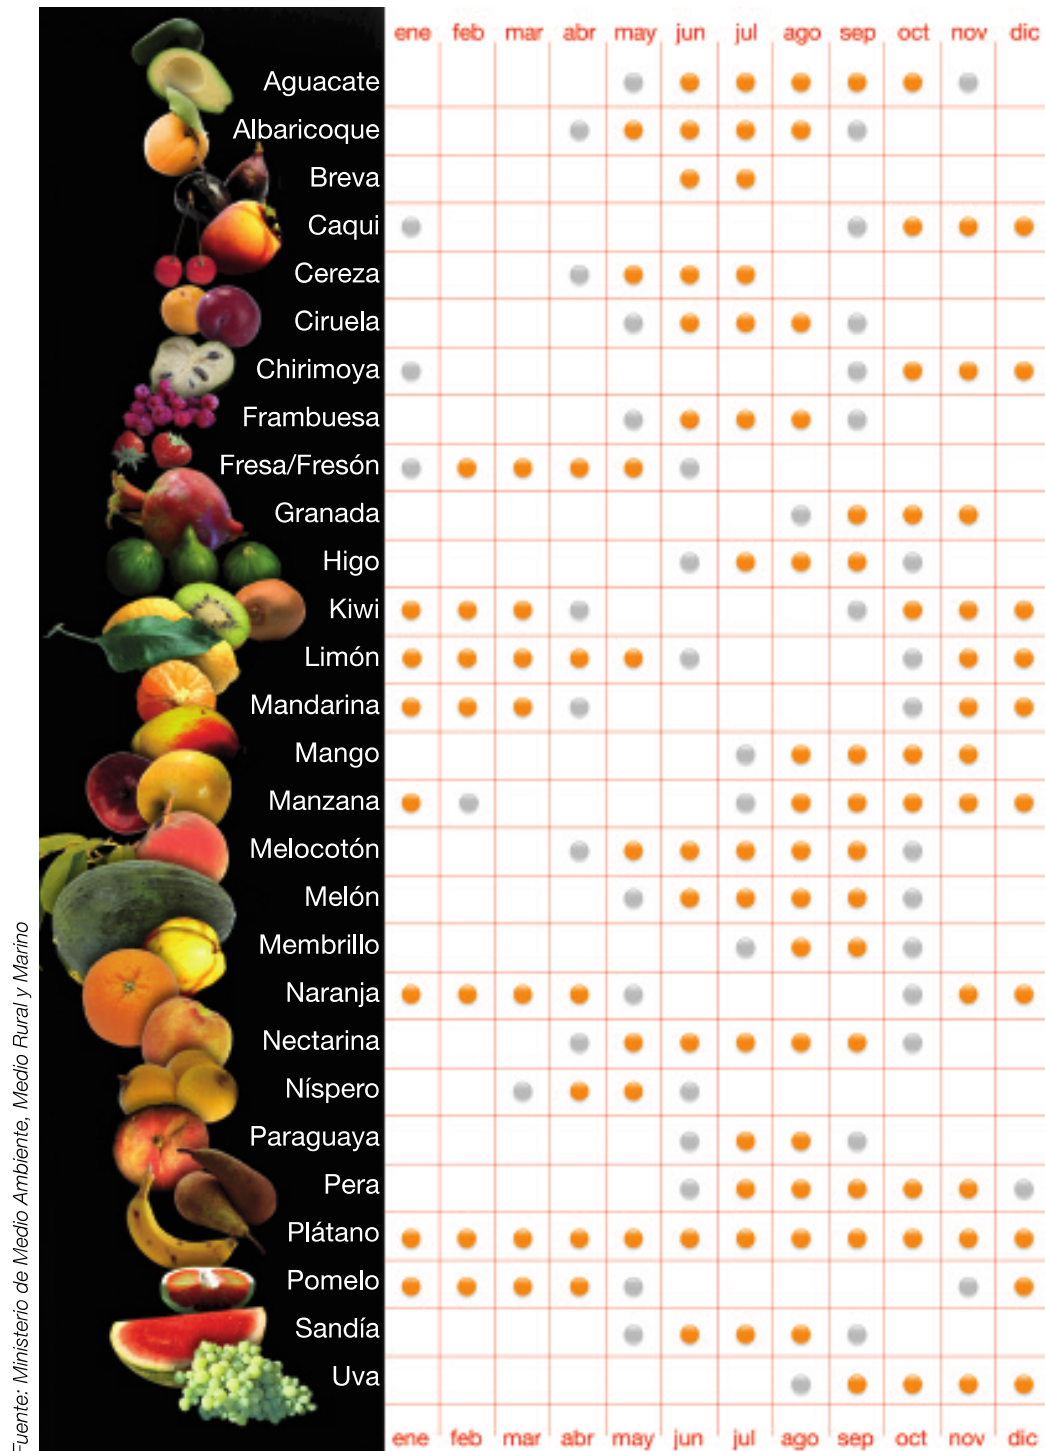 ene feb mar abr may jun jul ago sep oct nov dic
Aguacate
Albaricoque
Breva
Caqui
Cereza
Ciruela
Chirimoya
Frambuesa
Fresa/Fresón
Granada
Higo
Kiwi
Limón
Mandarina
Mango
Manzana
Melocotón
Melón
Membrillo
Naranja
Nectarina
Níspero
Paraguaya
Pera
Plátano
Pomelo
Sandía
Uva
ene feb mar abr may jun jul ago sep oct nov dic
Fuente: Ministerio de Medio Ambiente, Medio Rural y Marino